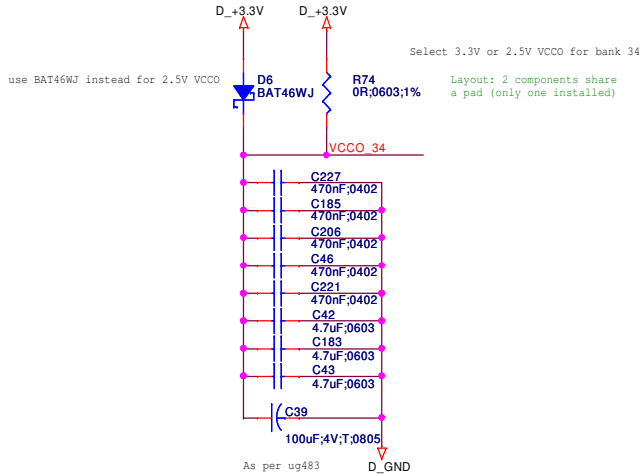 D_+3.3V
D_+3.3V
Select 3.3V or 2.5V VCCO for bank 34
use BAT46WJ instead for 2.5V VCCO
D6
BAT46WJ
R74
0R;0603;1%
Layout: 2 components share
a pad (only one installed)
VCCO_34
C227
470nF;0402
C185
470nF;0402
C206
470nF;0402
C46
470nF;0402
C221
470nF;0402
C42
4.7uF;0603
C183
4.7uF;0603
C43
4.7uF;0603
C39
100uF;4V;T;0805
As per ug483
D_GND